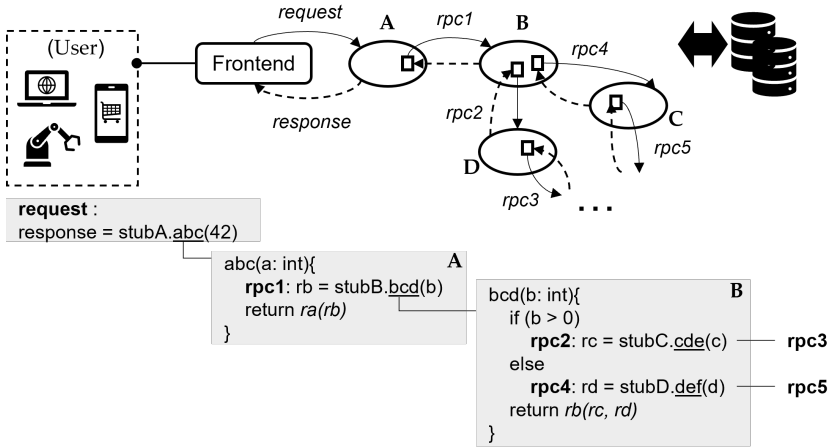 (User)
Frontend
request
response
A
rpc1
B
rpc4
rpc2
C
D
rpc5
rpc3
...
request :
response = stubA.abc(42)
A
abc(a: int){
rpc1: rb = stubB.bcd(b)
return ra(rb)
}
B
bcd(b: int){
if (b > 0)
rpc2: rc = stubC.cde(c)
rpc3
else
rpc4: rd = stubD.def(d)
rpc5
return rb(rc, rd)
}